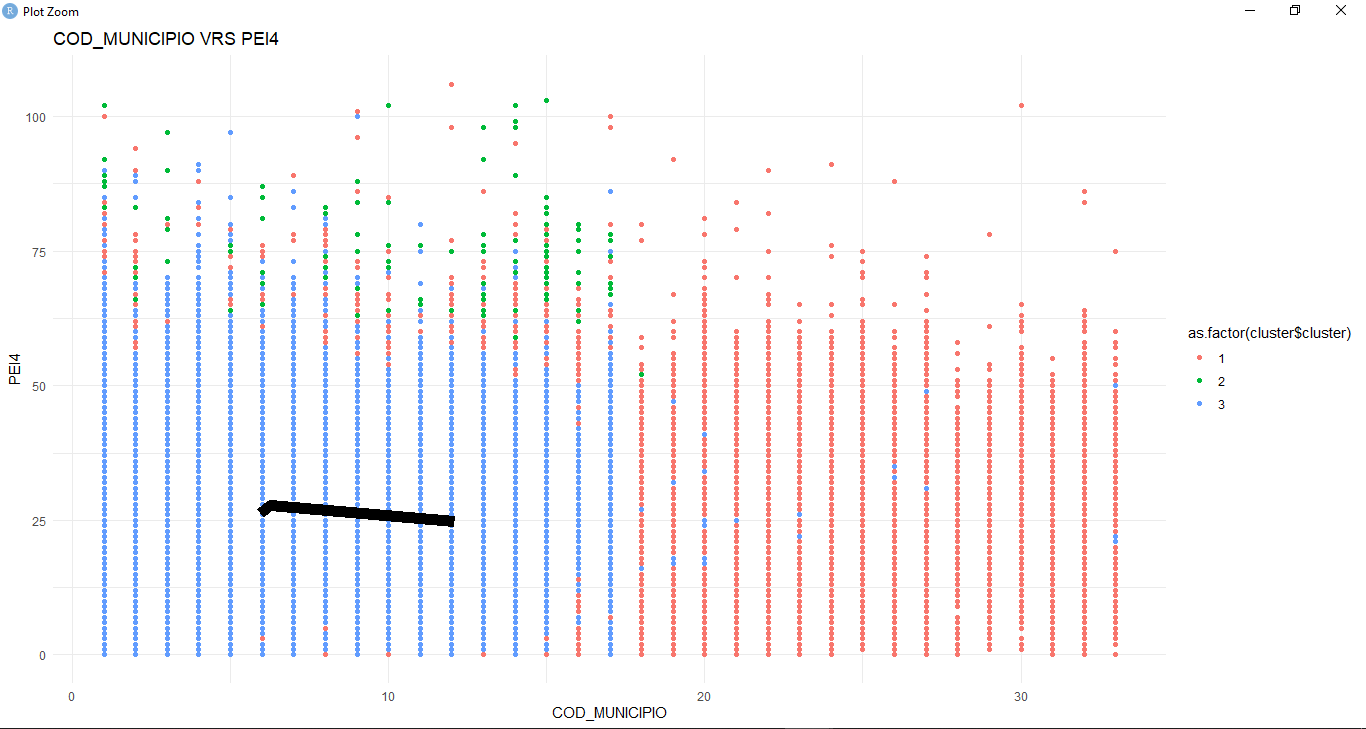 R Plot Zoom
COD_MUNICIPIO VRS PEI4
100
75
50
25
0
PEI4
0 10 20 30
COD_MUNICIPIO
as.factor(cluster$cluster)
1
2
3